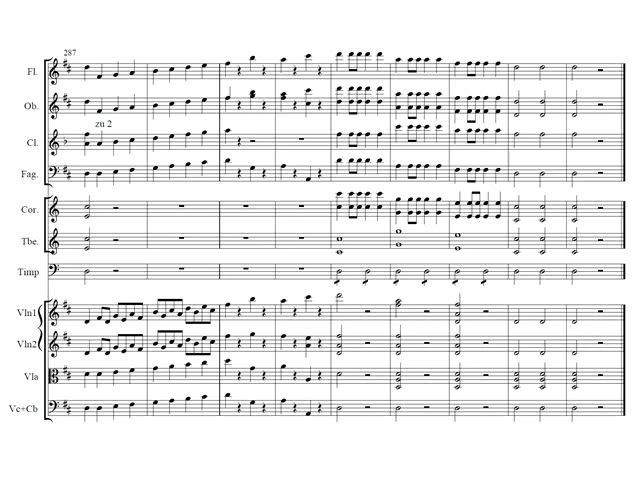 287
Fl.
Ob.
zu 2
Cl.
Fag.
Cor.
Tbe.
Timp
Vln1
Vln2
Vla
Vc+Cb